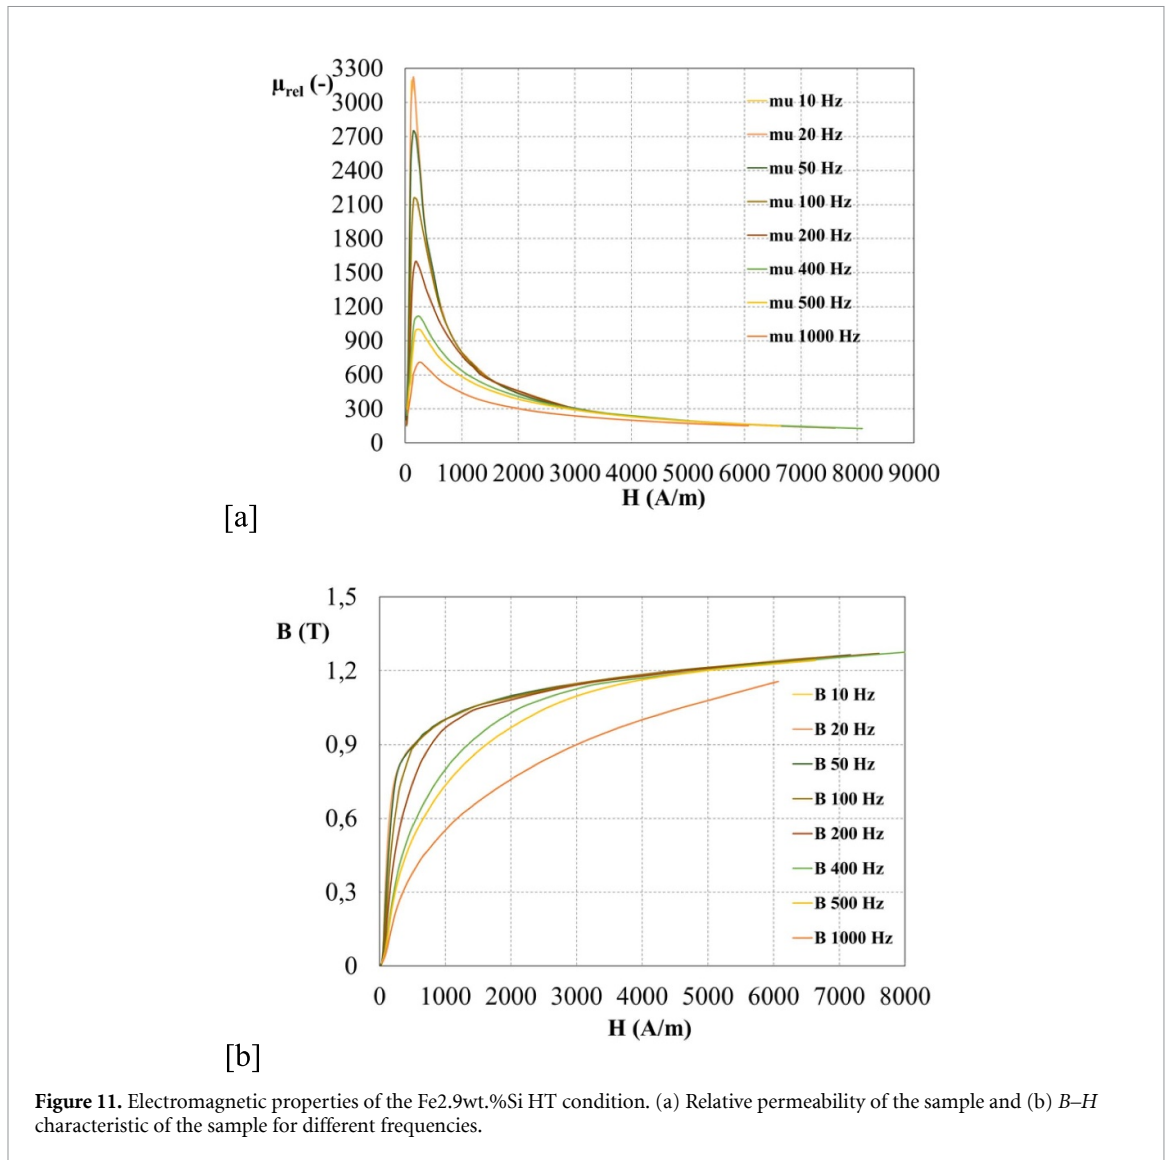 μrel (-)
3300
3000
2700
2400
2100
1800
1500
1200
900
600
300
0
mu 10 Hz
mu 20 Hz
mu 50 Hz
mu 100 Hz
mu 200 Hz
mu 400 Hz
mu 500 Hz
mu 1000 Hz
0 1000 2000 3000 4000 5000 6000 7000 8000 9000
H (A/m)
[a]
B (T)
1,5
1,2
0,9
0,6
0,3
0
B 10 Hz
B 20 Hz
B 50 Hz
B 100 Hz
B 200 Hz
B 400 Hz
B 500 Hz
B 1000 Hz
0 1000 2000 3000 4000 5000 6000 7000 8000
H (A/m)
[b]
Figure 11. Electromagnetic properties of the Fe2.9wt.%Si HT condition. (a) Relative permeability of the sample and (b) B–H
characteristic of the sample for different frequencies.